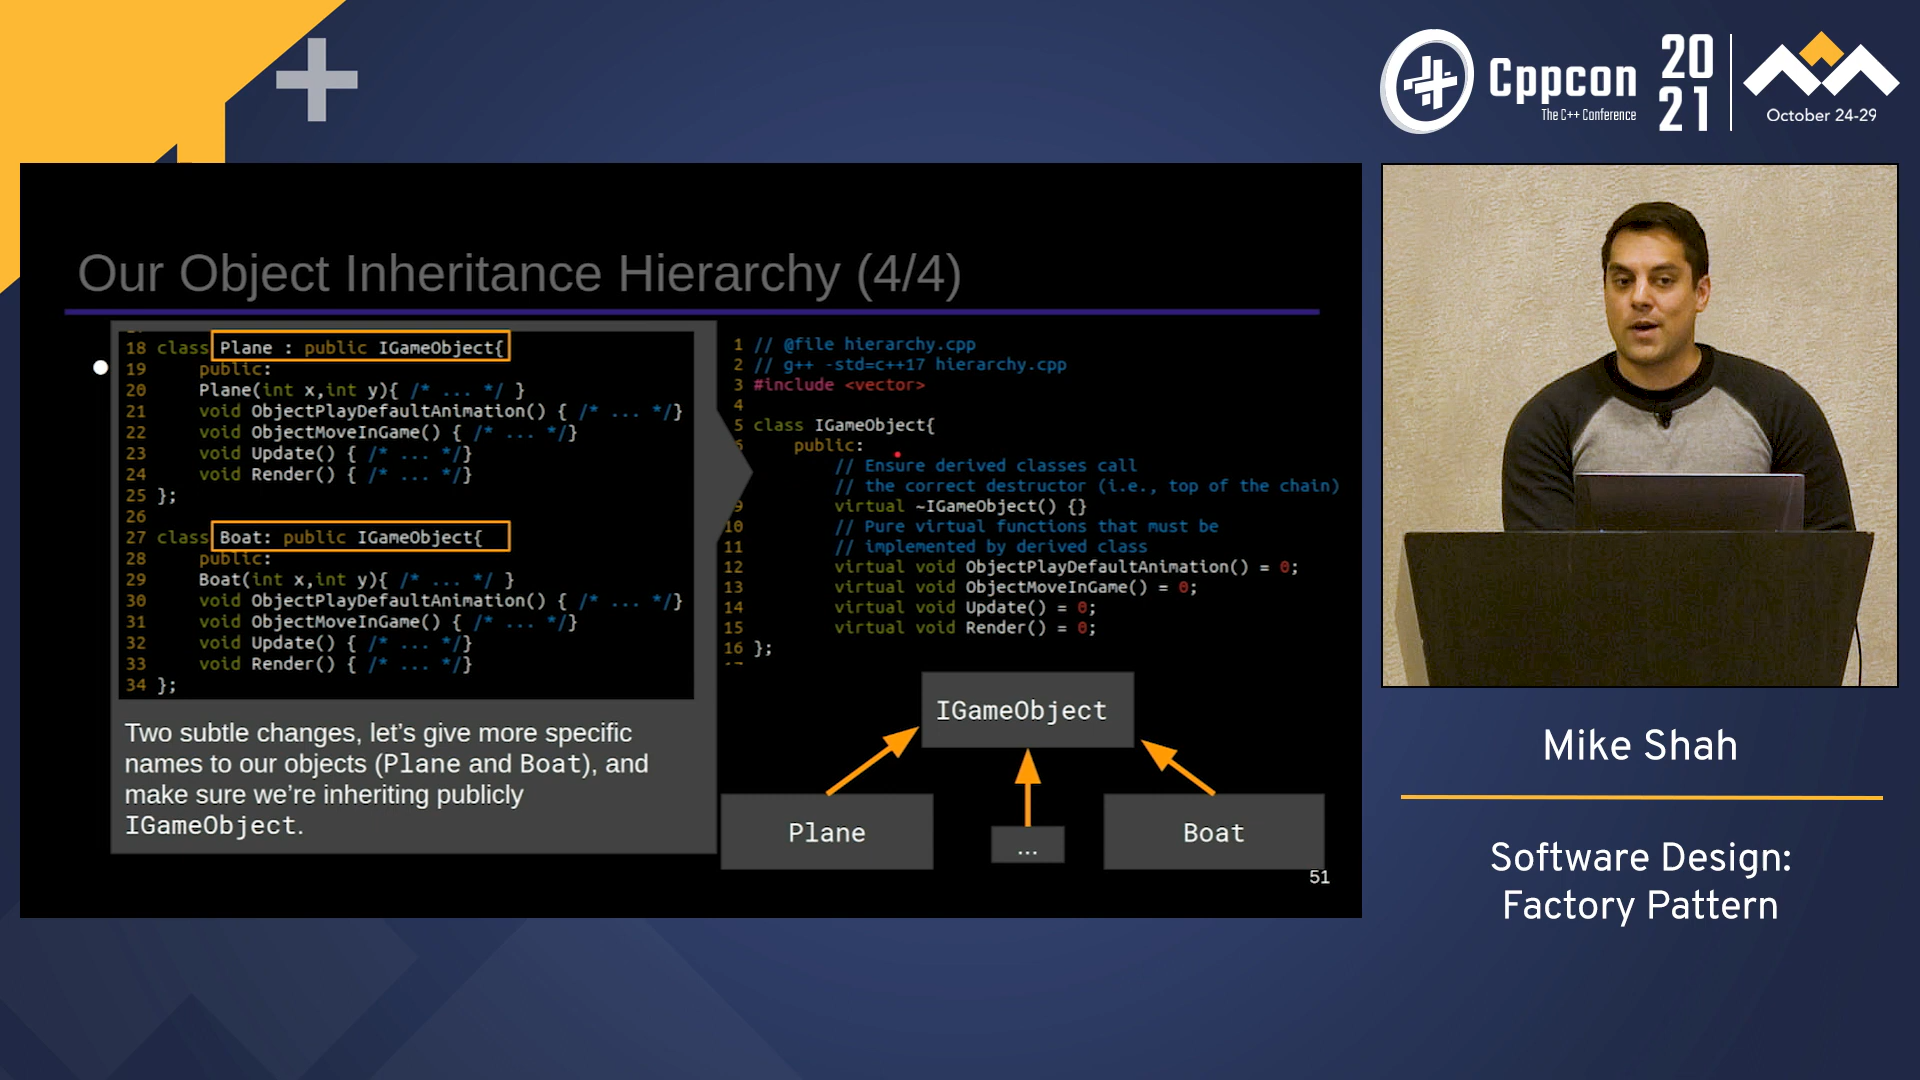 Cppcon
The C++ Conference
20
21
October 24-29
Our Object Inheritance Hierarchy (4/4)
18 class Plane : public IGameObject{
19     public:
20     Plane(int x,int y){ /* ... */ }
21     void ObjectPlayDefaultAnimation() { /* ... */}
22     void ObjectMoveInGame() { /* ... */}
23     void Update() { /* ... */}
24     void Render() { /* ... */}
25 };
26
27 class Boat: public IGameObject{
28     public:
29     Boat(int x,int y){ /* ... */ }
30     void ObjectPlayDefaultAnimation() { /* ... */}
31     void ObjectMoveInGame() { /* ... */}
32     void Update() { /* ... */}
33     void Render() { /* ... */}
34 };
Two subtle changes, let's give more specific
names to our objects (Plane and Boat), and
make sure we're inheriting publicly
IGameObject.
1 // @file hierarchy.cpp
2 // g++ -std=c++17 hierarchy.cpp
3 #include <vector>
4
5 class IGameObject{
6     public:
// Ensure derived classes call
// the correct destructor (i.e., top of the chain)
9 virtual ~IGameObject() {}
10 // Pure virtual functions that must be
11 // implemented by derived class
12 virtual void ObjectPlayDefaultAnimation() = 0;
13 virtual void ObjectMoveInGame() = 0;
14 virtual void Update() = 0;
15 virtual void Render() = 0;
16 };
IGameObject
Plane
...
Boat
51
Mike Shah
Software Design:
Factory Pattern